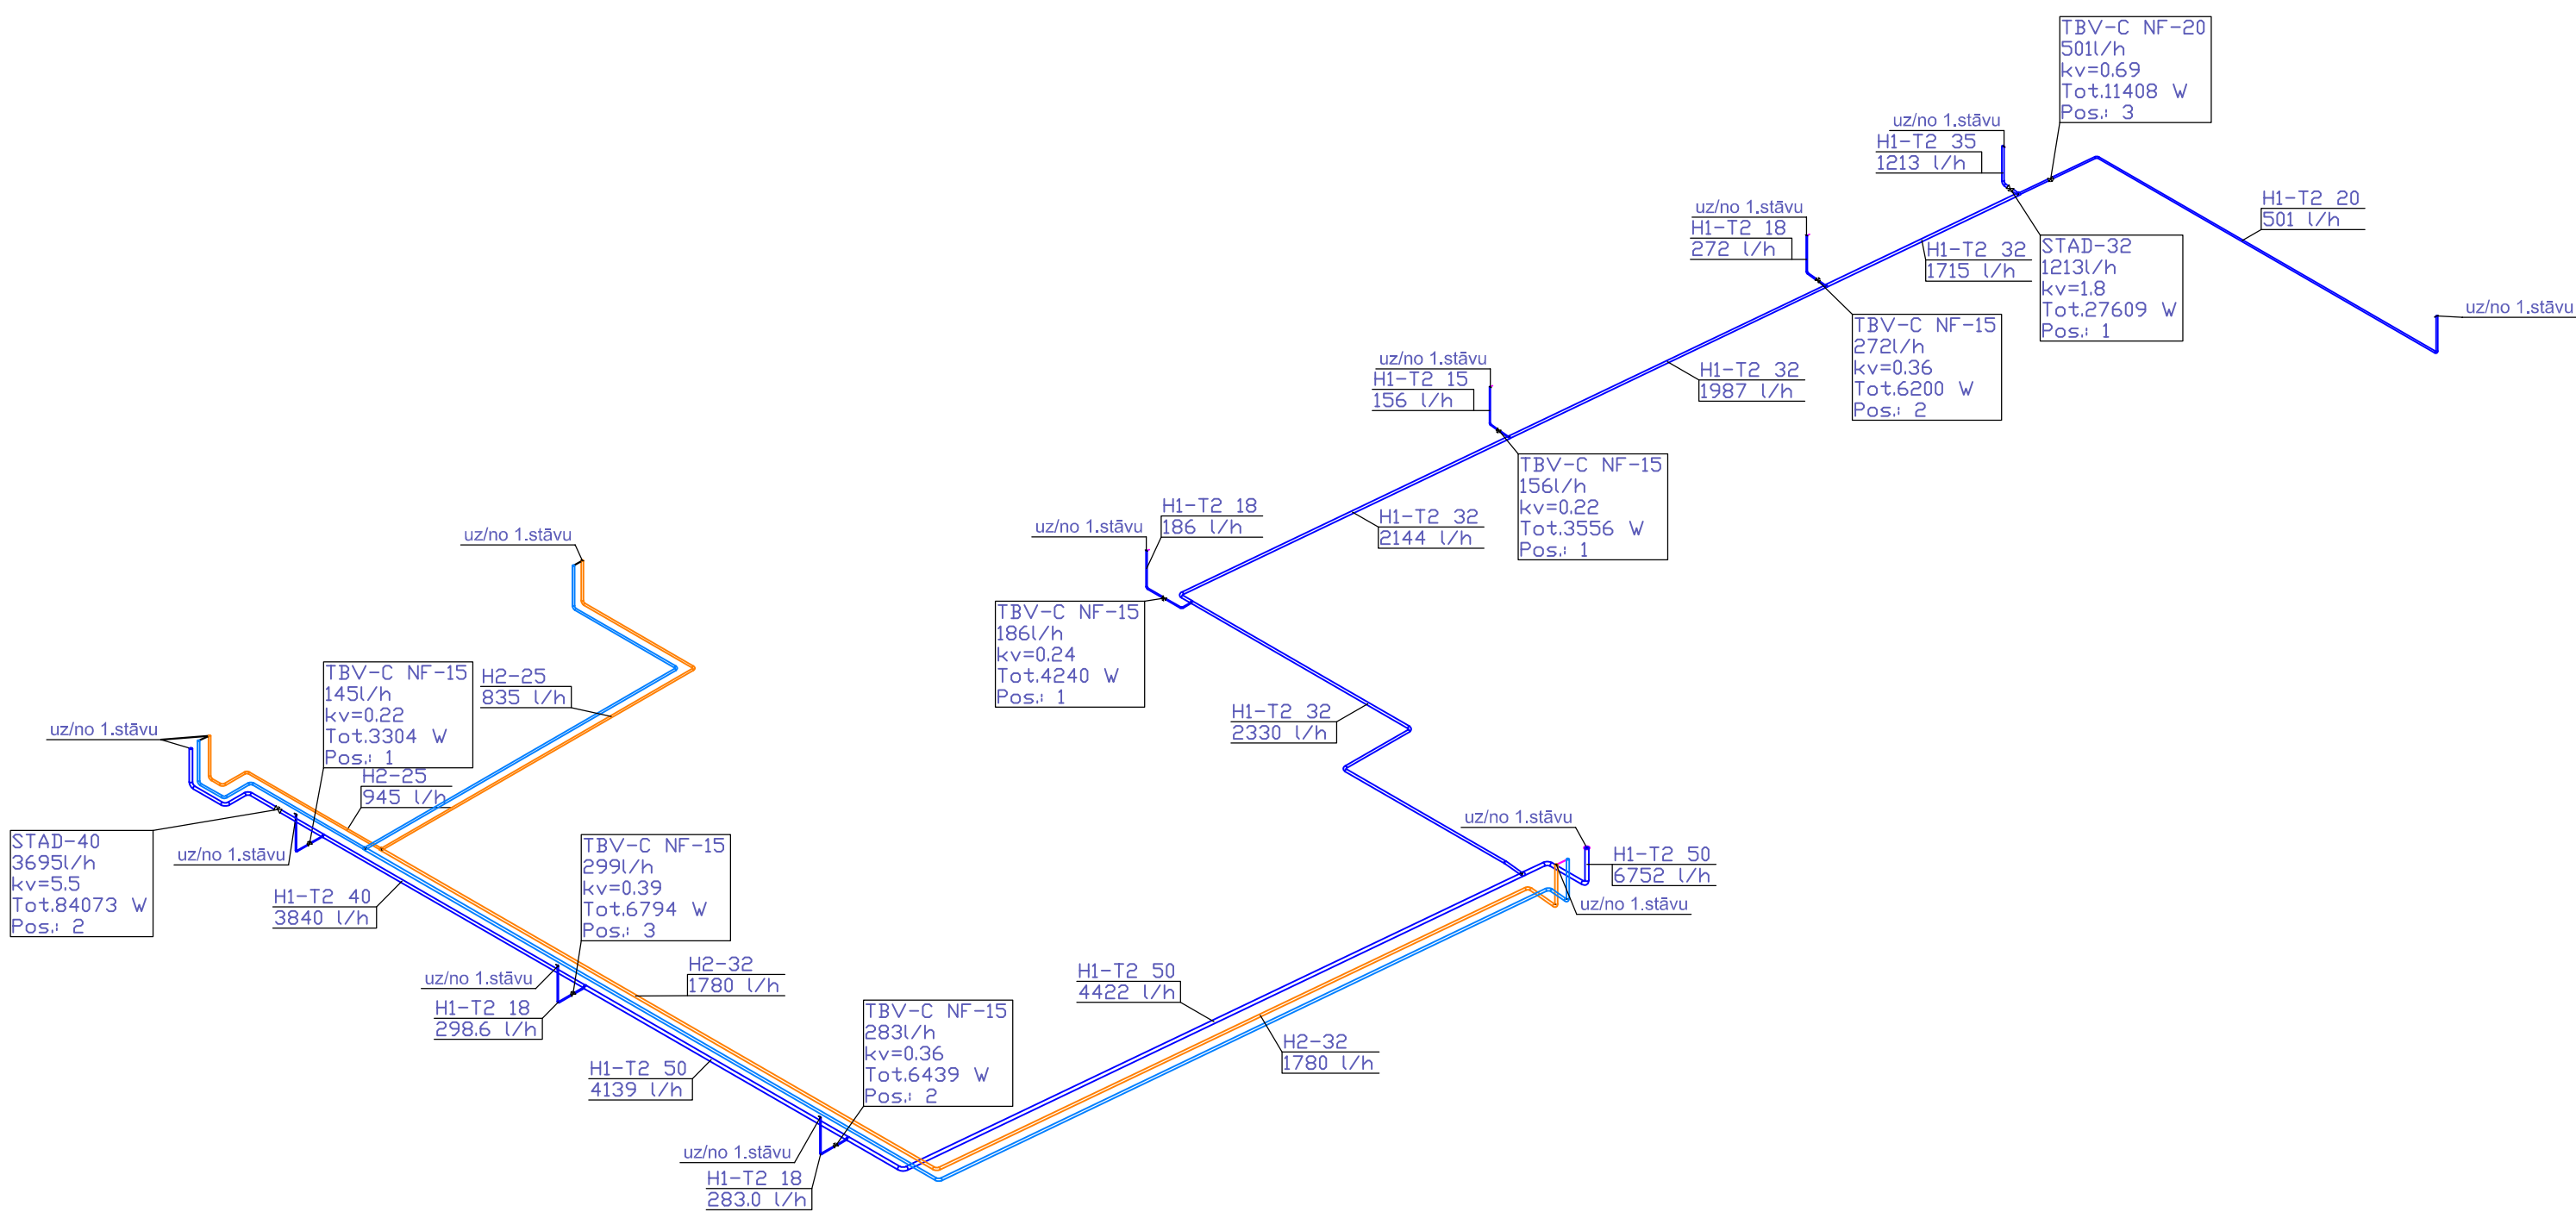 TBV-C NF-20
501l/h
kv=0.69
Tot.11408 W
Pos.: 3
uz/no 1.stāvu
H1-T2 35
1213 l/h
H1-T2 20
501 l/h
uz/no 1.stāvu
H1-T2 18
272 l/h
H1-T2 32
1715 l/h
STAD-32
1213l/h
kv=1.8
Tot.27609 W
Pos.: 1
uz/no 1.stāvu
TBV-C NF-15
272l/h
kv=0.36
Tot.6200 W
Pos.: 2
uz/no 1.stāvu
H1-T2 15
156 l/h
H1-T2 32
1987 l/h
TBV-C NF-15
156l/h
kv=0.22
Tot.3556 W
Pos.: 1
H1-T2 18
186 l/h
uz/no 1.stāvu
H1-T2 32
2144 l/h
uz/no 1.stāvu
TBV-C NF-15
186l/h
kv=0.24
Tot.4240 W
Pos.: 1
TBV-C NF-15
145l/h
kv=0.22
Tot.3304 W
Pos.: 1
H2-25
835 l/h
H1-T2 32
2330 l/h
uz/no 1.stāvu
H2-25
945 l/h
STAD-40
3695l/h
kv=5.5
Tot.84073 W
Pos.: 2
uz/no 1.stāvu
TBV-C NF-15
299l/h
kv=0.39
Tot.6794 W
Pos.: 3
uz/no 1.stāvu
H1-T2 50
6752 l/h
uz/no 1.stāvu
H1-T2 40
3840 l/h
uz/no 1.stāvu
H2-32
1780 l/h
H1-T2 50
4422 l/h
H1-T2 18
298.6 l/h
TBV-C NF-15
283l/h
kv=0.36
Tot.6439 W
Pos.: 2
H2-32
1780 l/h
H1-T2 50
4139 l/h
uz/no 1.stāvu
H1-T2 18
283.0 l/h